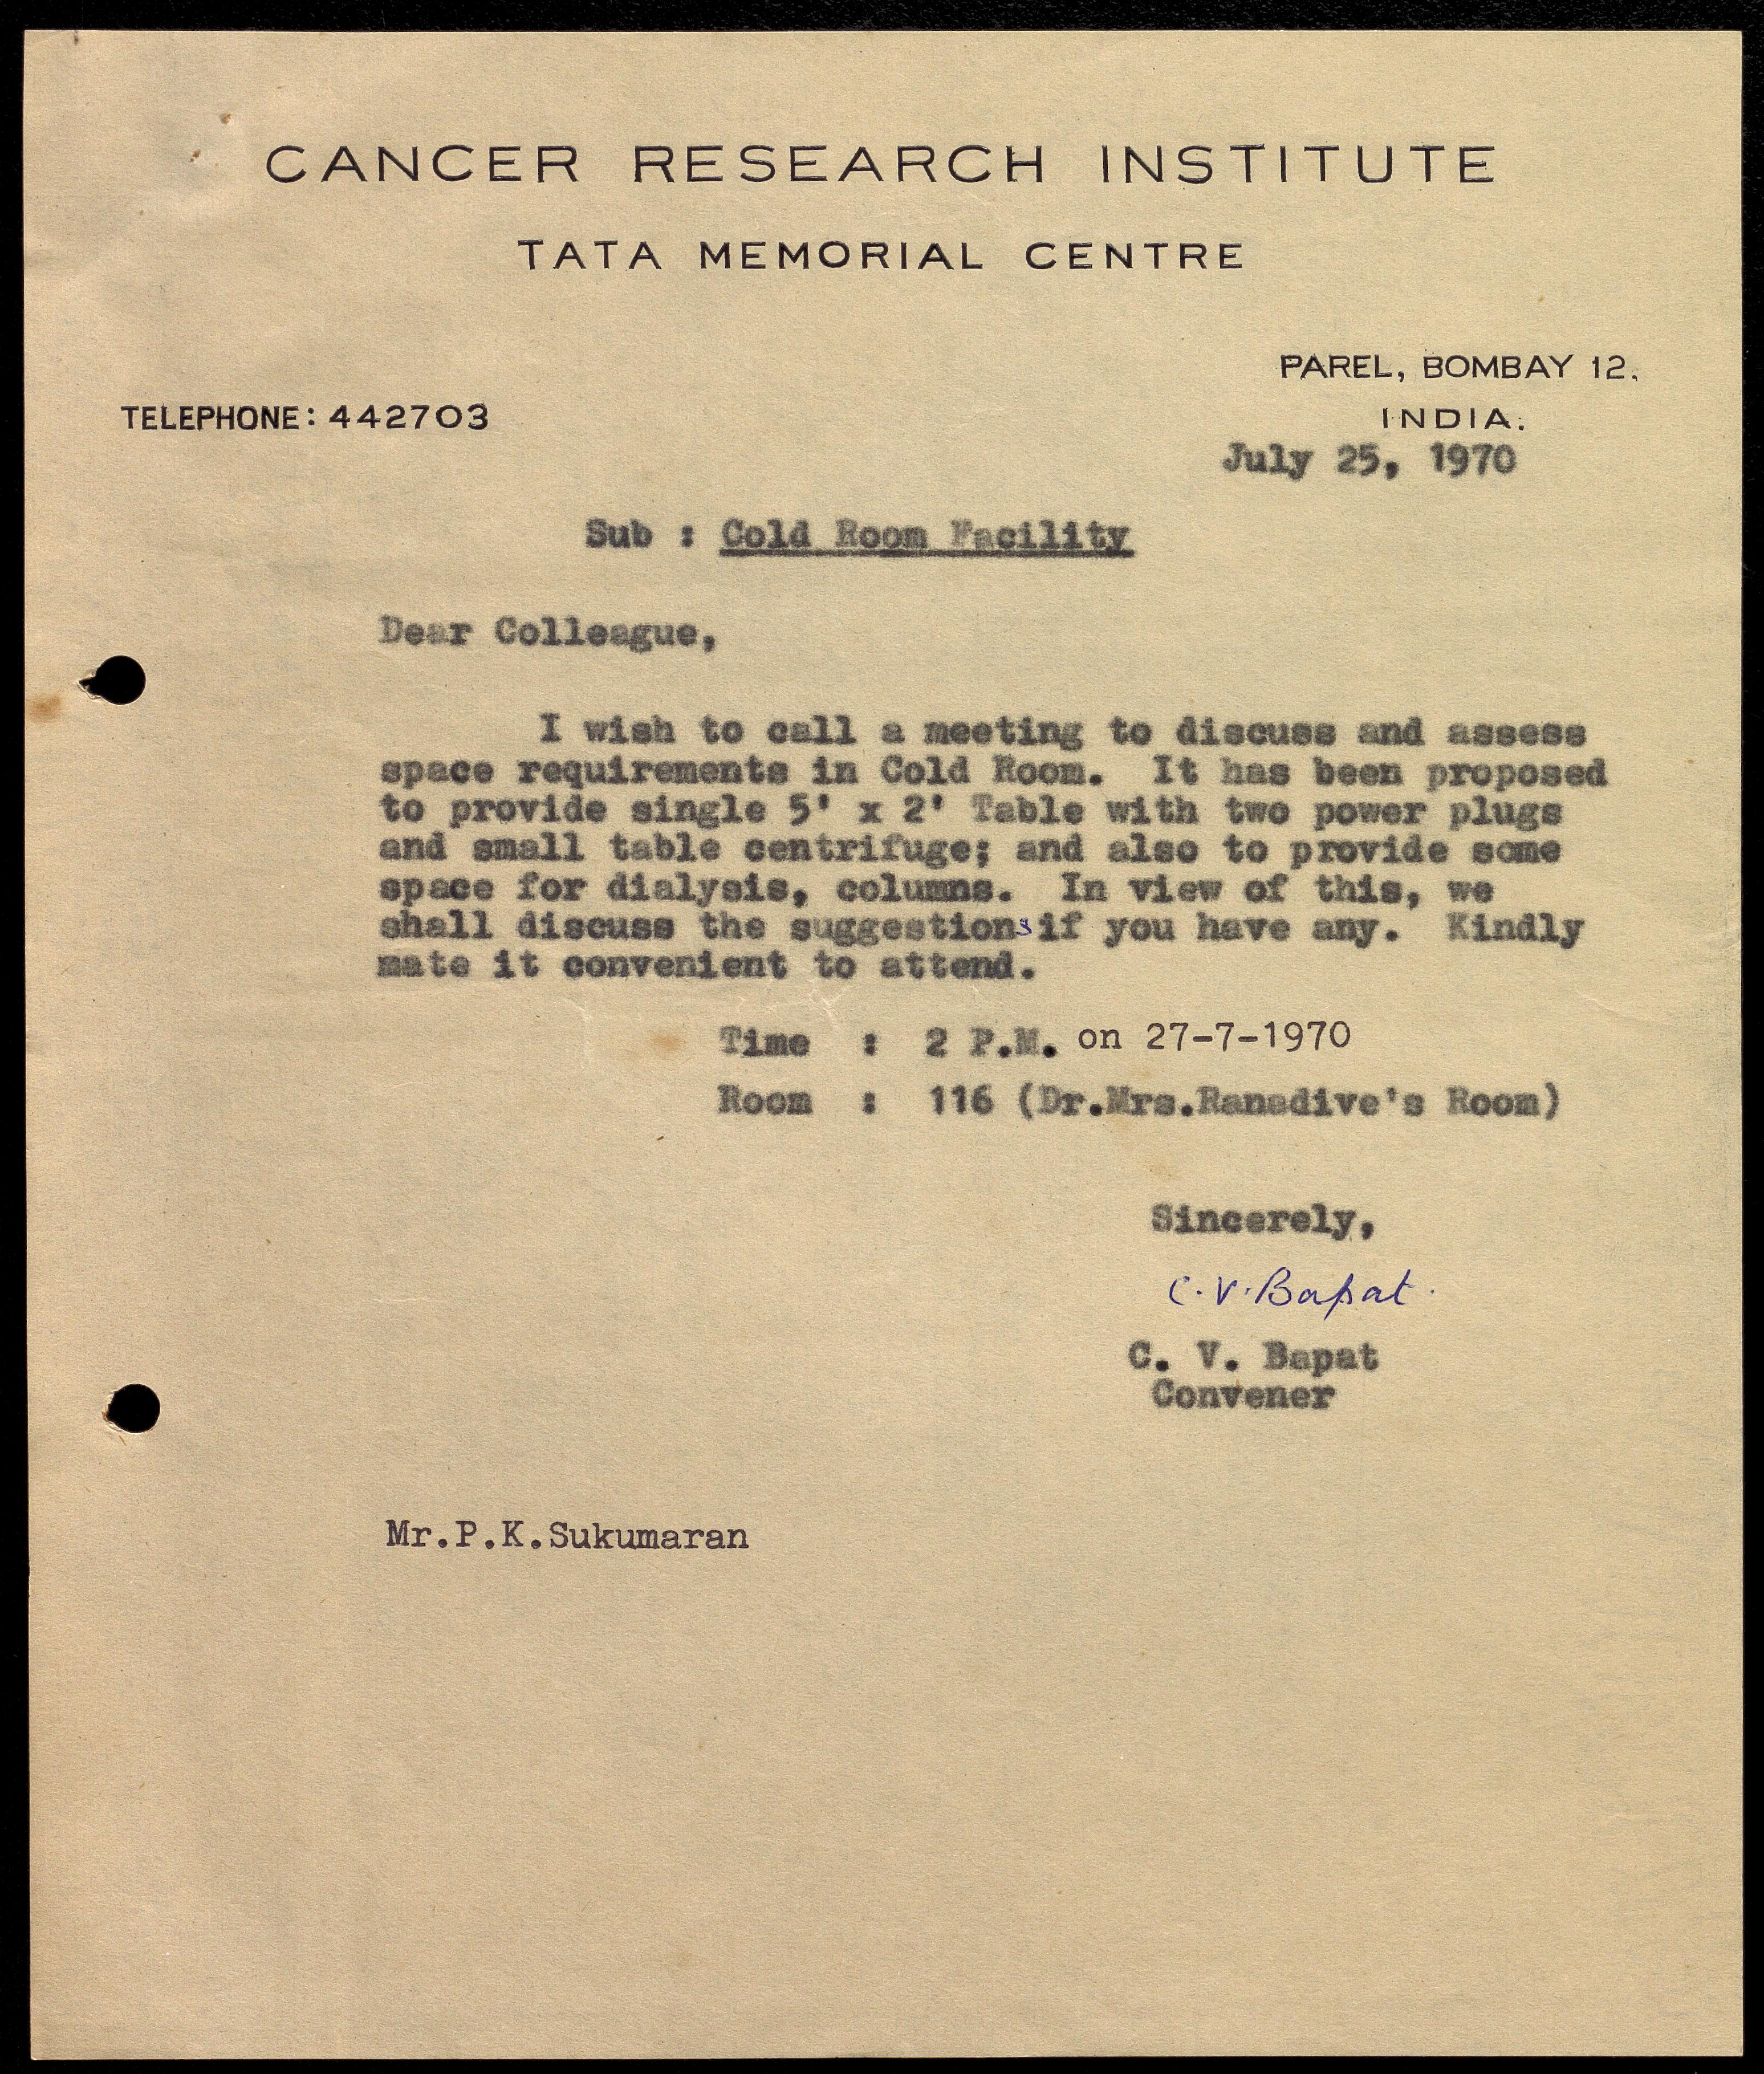 CANCER RESEARCH INSTITUTE
TATA MEMORIAL CENTRE
PAREL, BOMBAY 12.
TELEPHONE: 442703
INDIA.
July 25, 1970
Sub : Cold Room Facility
Dear Colleague,
I wish to call a meeting to discuss and assess
space requirements in Cold Room. It has been proposed
to provide single 5' x 2' Table with two power plugs
and small table centrifuge; and also to provide some
space for dialysis, columns. In view of this, we
shall discuss the suggestions if you have any. Kindly
mate it convenient to attend.
Time : 2 P.M. on 27-7-1970
Room : 116 (Dr.Mrs.Ranadive's Room)
Sincerely,
C. V. Bapat.
C. V. Bapat
Convener
Mr.P.K.Sukumaran